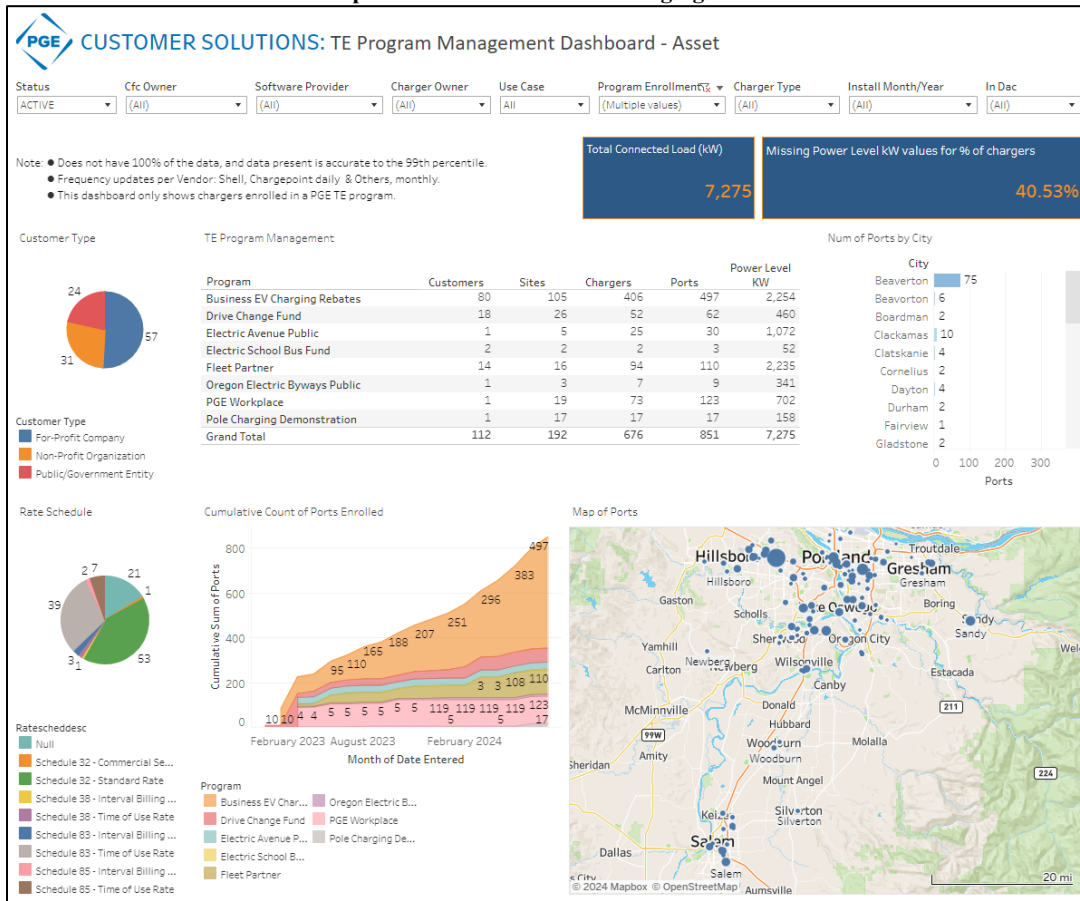 PGE CUSTOMER SOLUTIONS: TE Program Management Dashboard - Asset
Status Cfc Owner Software Provider Charger Owner Use Case Program Enrollment Charger Type Install Month/Year In Dac
ACTIVE (All) (All) (All) All (Multiple values) (All) (All) (All)
Note: ● Does not have 100% of the data, and data present is accurate to the 99th percentile.
● Frequency updates per Vendor: Shell, Chargepoint daily & Others, monthly.
● This dashboard only shows chargers enrolled in a PGE TE program.
Total Connected Load (kW)
7,275
Missing Power Level kW values for % of chargers
40.53%
Customer Type
24
57
31
Customer Type
For-Profit Company
Non-Profit Organization
Public/Government Entity
TE Program Management
Program Customers Sites Chargers Ports Power Level KW
Business EV Charging Rebates 80 105 406 497 2,254
Drive Change Fund 18 26 52 62 460
Electric Avenue Public 1 5 25 30 1,072
Electric School Bus Fund 2 2 2 3 52
Fleet Partner 14 16 94 110 2,235
Oregon Electric Byways Public 1 3 7 9 341
PGE Workplace 1 19 73 123 702
Pole Charging Demonstration 1 17 17 17 158
Grand Total 112 192 676 851 7,275
Num of Ports by City
City
Beaverton 75
Beavorton 6
Boardman 2
Clackamas 10
Clatskanie 4
Cornelius 2
Dayton 4
Durham 2
Fairview 1
Gladstone 2
0 100 200 300
Ports
Rate Schedule
2 7 21
39 1
3 1 53
Ratescheddesc
Null
Schedule 32 - Commercial Se...
Schedule 32 - Standard Rate
Schedule 38 - Interval Billing ...
Schedule 38 - Time of Use Rate
Schedule 83 - Interval Billing ...
Schedule 83 - Time of Use Rate
Schedule 85 - Interval Billing ...
Schedule 85 - Time of Use Rate
Cumulative Count of Ports Enrolled
Cumulative Sum of Ports
800
600
400
200
0
95 110 165 188 207 251 296 383 497
3 3 108 110
10 10 4 4 5 5 5 5 5 5 119 119 119 119 123
5 5 17
February 2023 August 2023 February 2024
Month of Date Entered
Program
Business EV Char... Oregon Electric B...
Drive Change Fund PGE Workplace
Electric Avenue P... Pole Charging De...
Electric School B...
Fleet Partner
Map of Ports
Hillsboro Portland Troutdale
Hillsboro Gresham
Gresham
Gaston Boring
Scholls Lake Oswego Sandy
Sherwood Oregon City Sandy
Yamhill
Newberg Newberg Wilsonville Estacada
Carlton Canby
McMinnville Donald 211
Hubbard
99W Woodburn Molalla
Sheridan Amity Woodburn
Mount Angel 224
Keizer Silverton
Silverton
Dallas Salem
Salem
© 2024 Mapbox © OpenStreetMap Aumsville 20 mi